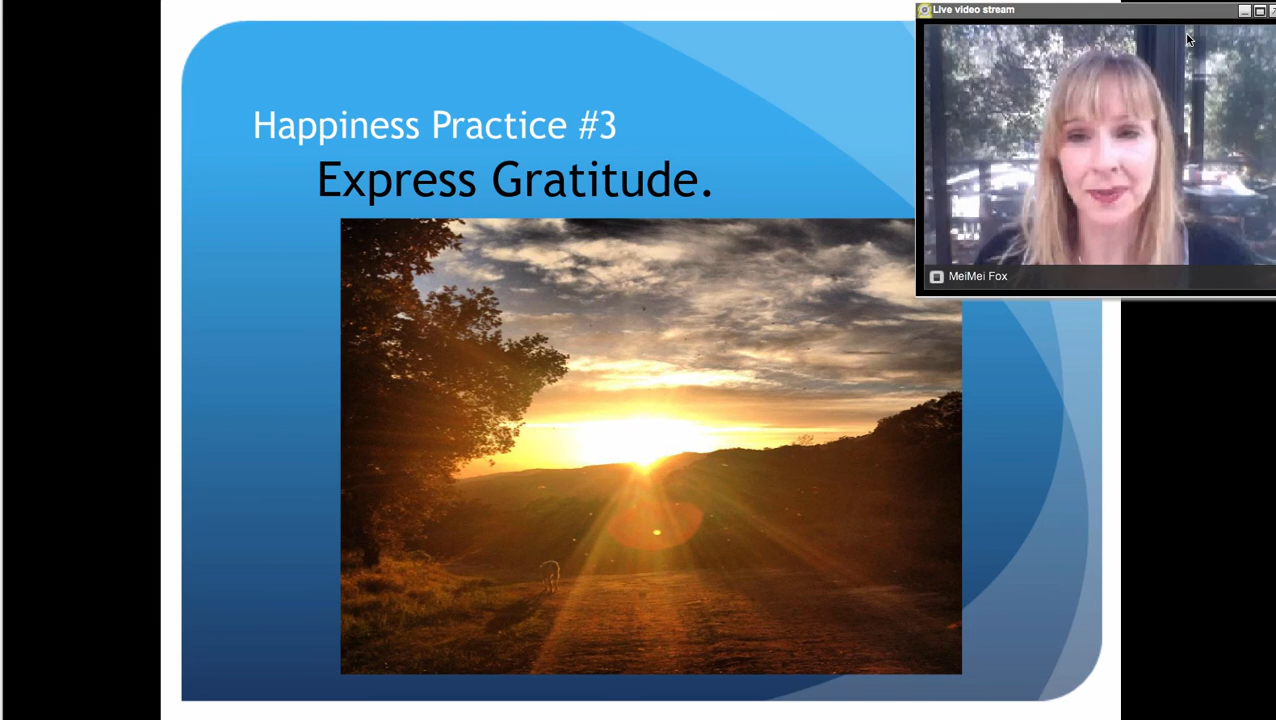 Live video stream
Happiness Practice #3
Express Gratitude.
MeiMei Fox